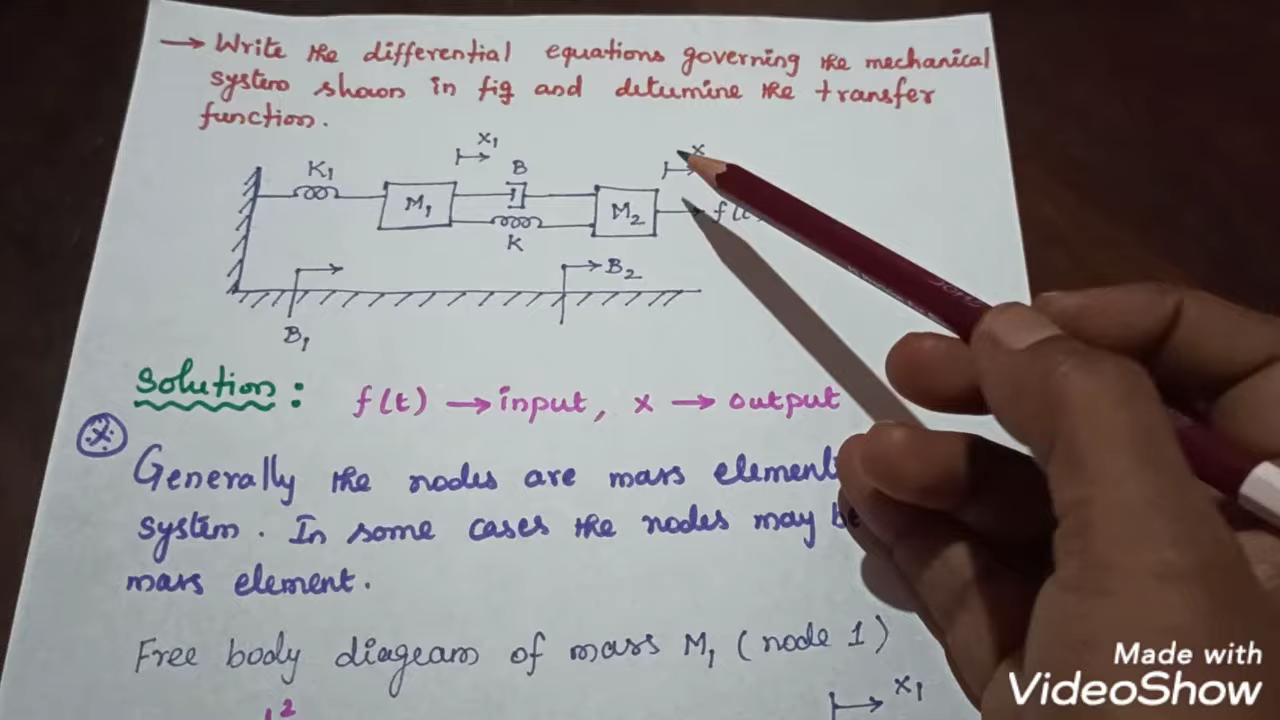 → Write the differential equations governing the mechanical
system shown in fig and determine the transfer
function.
x₁
x
K₁
B
M₁
M₂
f(t)
K
B₂
B₁
Solution :
f(t) → input, x → output
Generally the nodes are mass element
system. In some cases the nodes may be
mass element.
Free body diagram of mass M₁ (node 1)
x₁
Made with
VideoShow